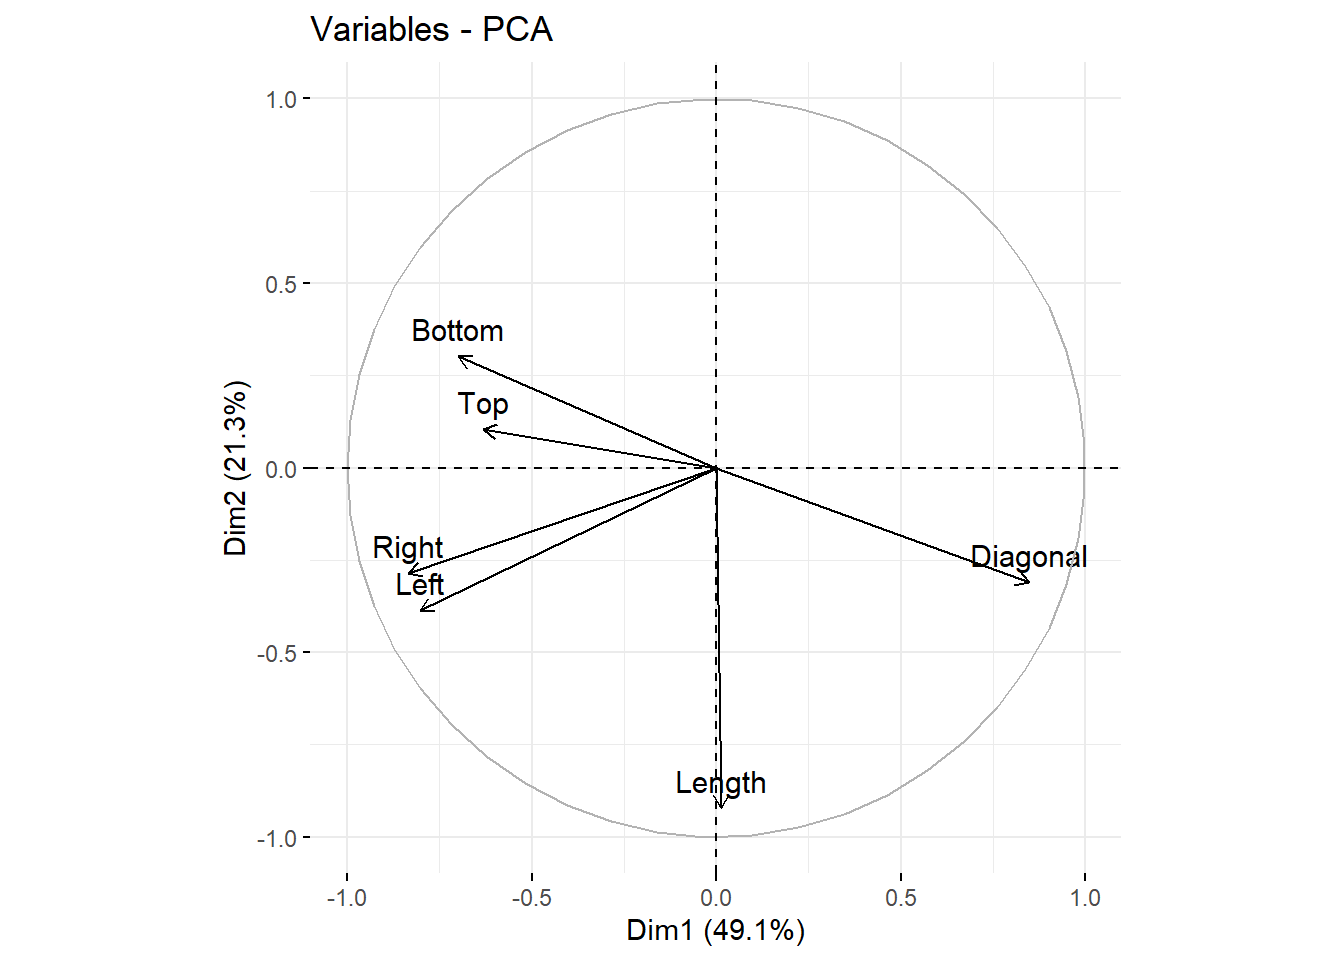 Variables - PCA
1.0
0.5
0.0
-0.5
-1.0
Dim2 (21.3%)
Bottom
Top
Right
Left
Diagonal
Length
-1.0
-0.5
0.0
0.5
1.0
Dim1 (49.1%)